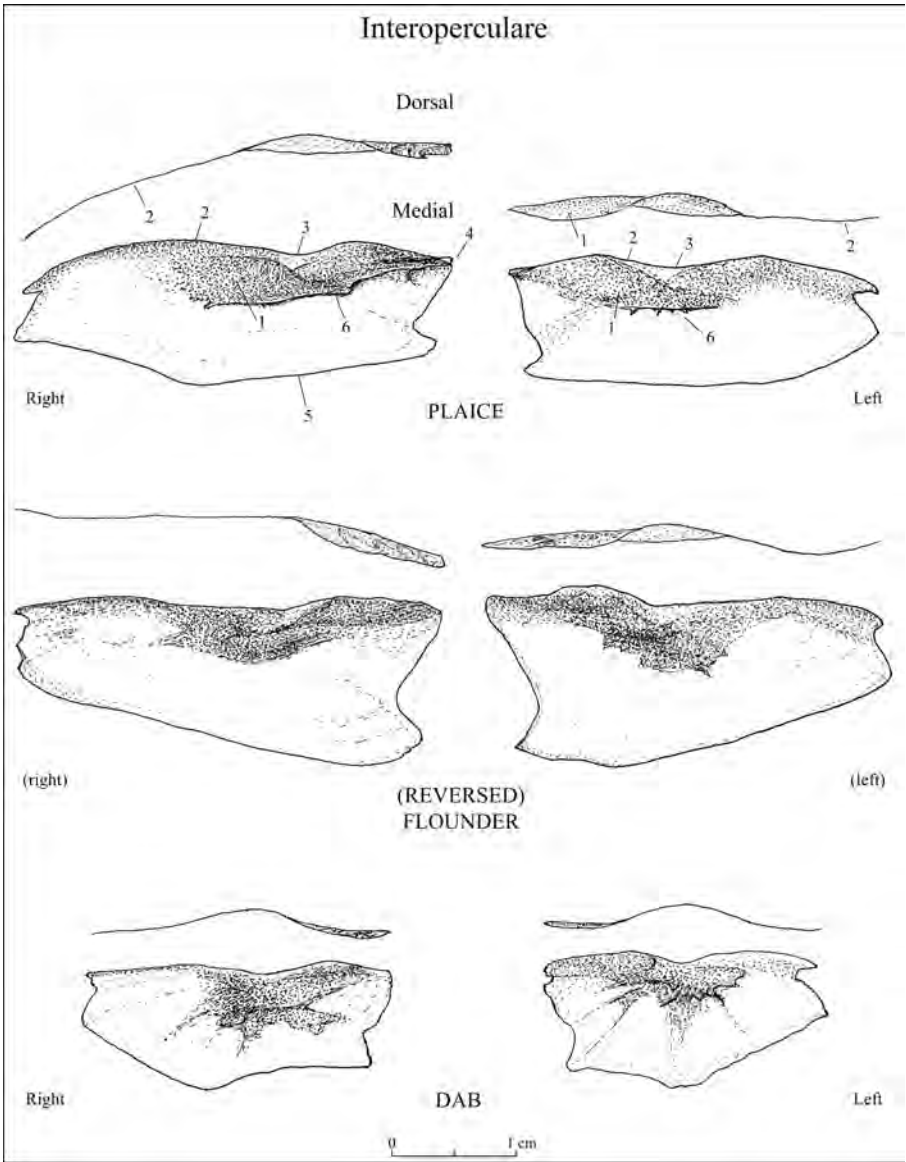 Interoperculare
Dorsal
2 Medial
2 3 4 1 2 3 2
1 6 1 6
Right 5 Left
PLAICE
(right) (left)
(REVERSED)
FLOUNDER
Right DAB Left
0 1 cm